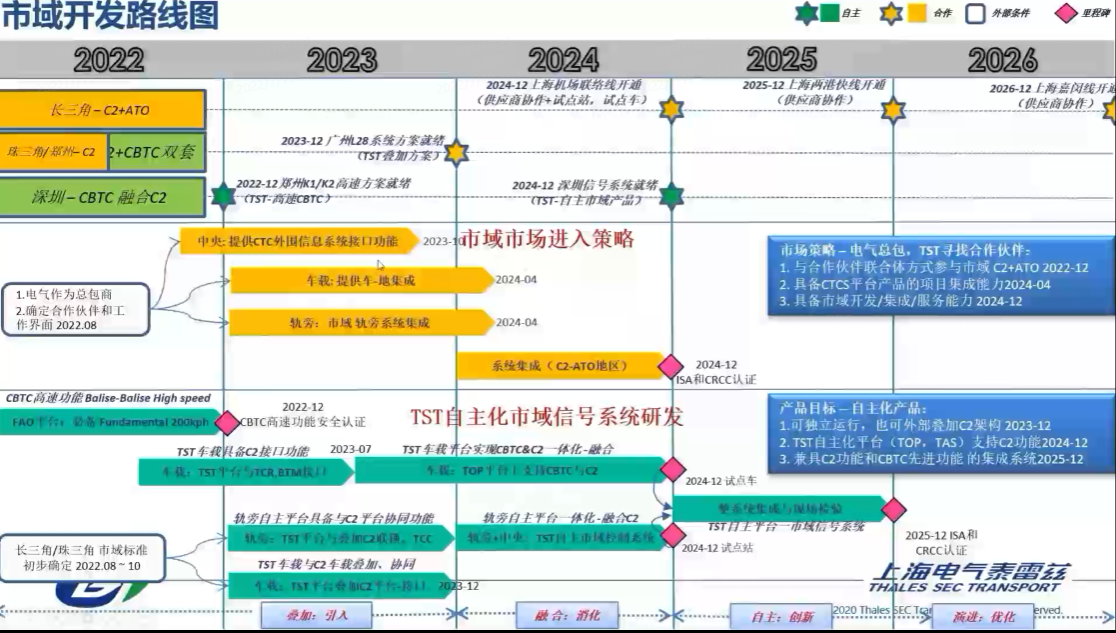 市域开发路线图
自主
合作
外部条件
里程碑
2022
2023
2024
2025
2026
长三角 – C2+ATO
珠三角/郑州– C2
2+CBTC 双套
深圳 – CBTC 融合C2
2024-12 上海机场联络线开通
(供应商协作+试点站, 试点车)
2025-12 上海两港快线开通
(供应商协作)
2026-12 上海嘉闵线开通
(供应商协作)
2023-12 广州L28系统方案就绪
(TST叠加方案)
2022-12 郑州K1/K2高速方案就绪
(TST-高速CBTC)
2024-12 深圳信号系统就绪
(TST-自主市域产品)
市域市场进入策略
中央: 提供CTC外国信息系统接口功能
2023-10
车载: 提供车-地集成
2024-04
轨旁: 市域 轨旁系统集成
2024-04
1.电气作为总包商
2.确定合作伙伴和工
作界面 2022.08
系统集成 ( C2-ATO地区)
2024-12
ISA和CRCC认证
市场策略 – 电气总包, TST寻找合作伙伴:
1. 与合作伙伴联合体方式参与市域 C2+ATO 2022-12
2. 具备CTCS平台产品的项目集成能力2024-04
3. 具备市域开发/集成/服务能力 2024-12
TST自主化市域信号系统研发
CBTC高速功能 Balise-Balise High speed
FAO平台: 必备Fundamental 200kph
2022-12
CBTC高速功能安全认证
TST车载具备C2接口功能
车载: TST平台与TCR,BTM接口
2023-07
TST车载平台实现CBTC&C2 一体化-融合
车载: TOP平台上支持CBTC与C2
2024-12 试点车
产品目标 – 自主化产品:
1.可独立运行，也可外部叠加C2架构 2023-12
2. TST自主化平台（TOP, TAS）支持C2功能2024-12
3. 兼具C2功能和CBTC先进功能 的集成系统2025-12
整系统集成与现场检验
TST自主平台 – 市域信号系统
2025-12 ISA和
CRCC认证
轨旁自主平台具备与C2平台协同功能
轨旁: TST平台与叠加C2联锁, TCC
轨旁自主平台一体化-融合C2
轨旁+中央: TST自主市域控制系统
2024-12 试点站
长三角/珠三角 市域标准
初步确定 2022.08 ~ 10
TST车载与C2车载叠加、协同
车载: TST平台叠加C2平台-接口
2023-12
上海电气泰雷兹
THALES SEC TRANSPORT
2020 Thales SEC Tra
erved.
叠加: 引入
融合: 消化
自主: 创新
演进: 优化